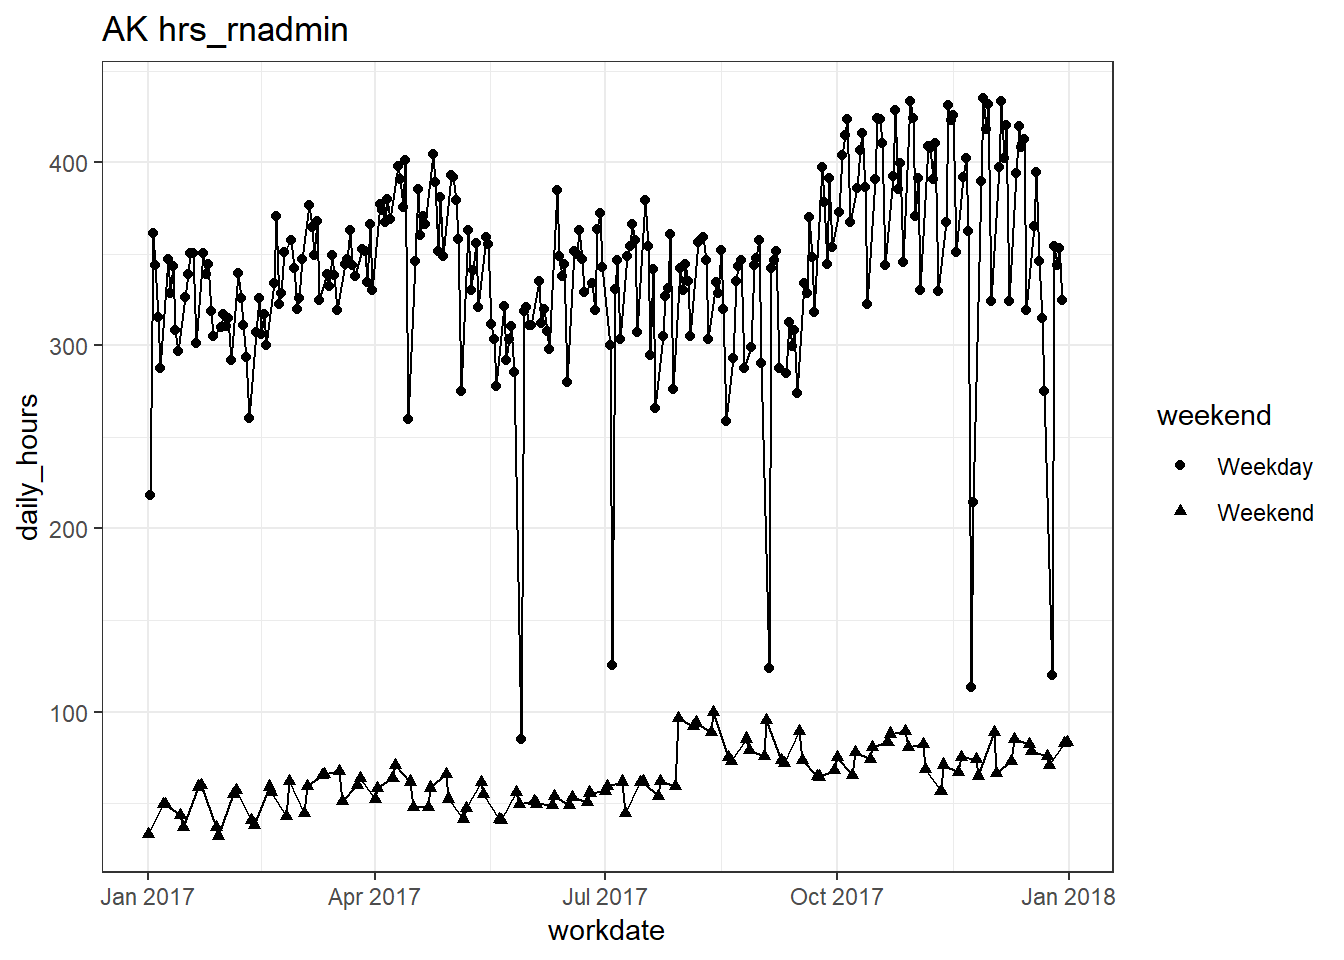 AK hrs_rnadmin
400
300
200
100
daily_hours
Jan 2017
Apr 2017
Jul 2017
Oct 2017
Jan 2018
workdate
weekend
Weekday
Weekend